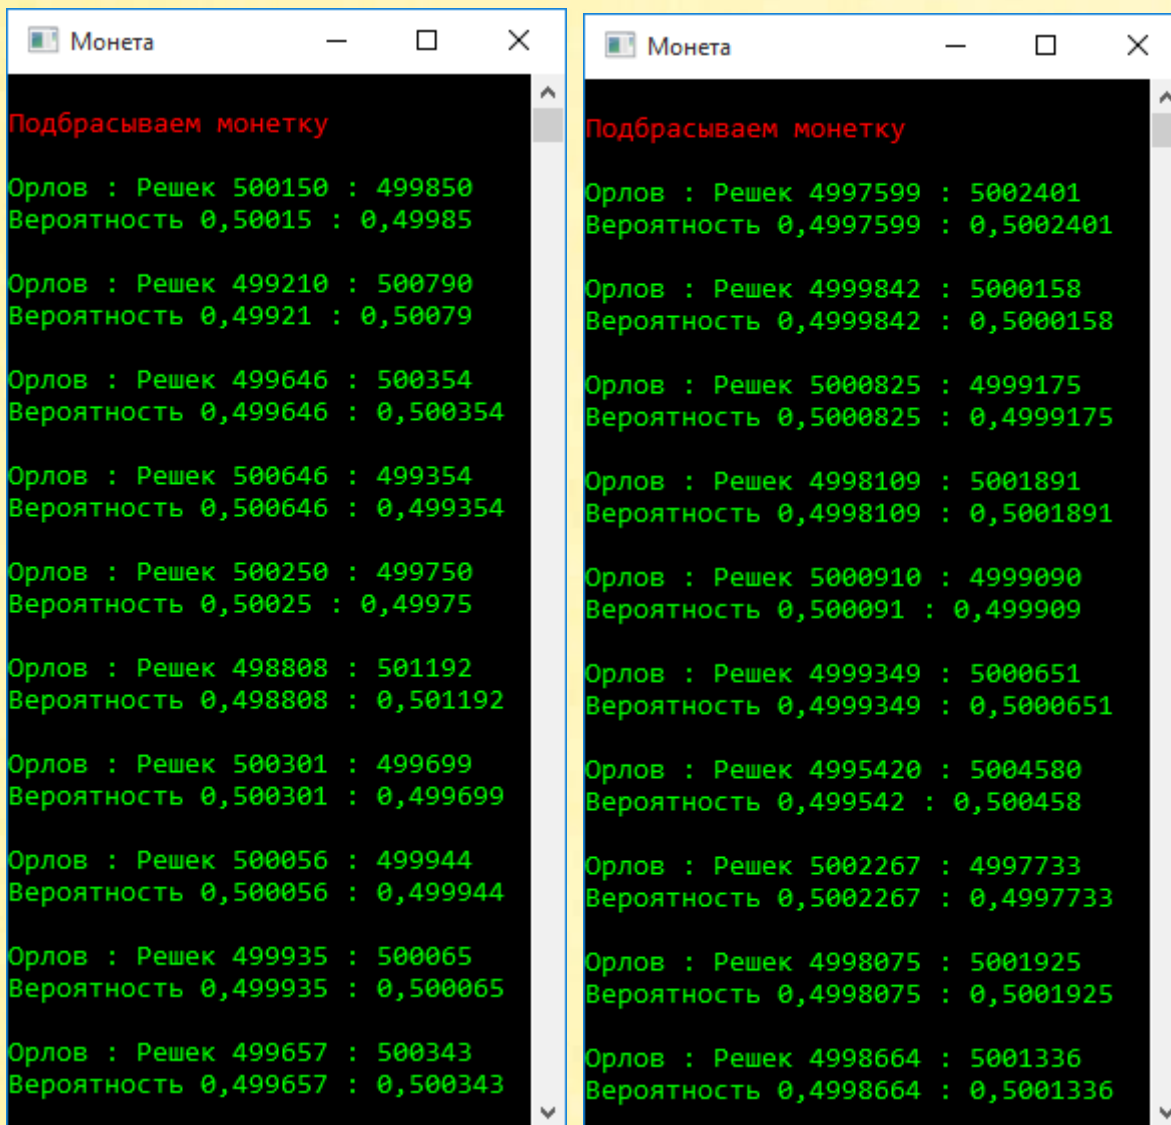 Монета
Подбрасываем монетку
Орлов : Решек 500150 : 499850
Вероятность 0,50015 : 0,49985
Орлов : Решек 499210 : 500790
Вероятность 0,49921 : 0,50079
Орлов : Решек 499646 : 500354
Вероятность 0,499646 : 0,500354
Орлов : Решек 500646 : 499354
Вероятность 0,500646 : 0,499354
Орлов : Решек 500250 : 499750
Вероятность 0,50025 : 0,49975
Орлов : Решек 498808 : 501192
Вероятность 0,498808 : 0,501192
Орлов : Решек 500301 : 499699
Вероятность 0,500301 : 0,499699
Орлов : Решек 500056 : 499944
Вероятность 0,500056 : 0,499944
Орлов : Решек 499935 : 500065
Вероятность 0,499935 : 0,500065
Орлов : Решек 499657 : 500343
Вероятность 0,499657 : 0,500343
Монета
Подбрасываем монетку
Орлов : Решек 4997599 : 5002401
Вероятность 0,4997599 : 0,5002401
Орлов : Решек 4999842 : 5000158
Вероятность 0,4999842 : 0,5000158
Орлов : Решек 5000825 : 4999175
Вероятность 0,5000825 : 0,4999175
Орлов : Решек 4998109 : 5001891
Вероятность 0,4998109 : 0,5001891
Орлов : Решек 5000910 : 4999090
Вероятность 0,500091 : 0,499909
Орлов : Решек 4999349 : 5000651
Вероятность 0,4999349 : 0,5000651
Орлов : Решек 4995420 : 5004580
Вероятность 0,499542 : 0,500458
Орлов : Решек 5002267 : 4997733
Вероятность 0,5002267 : 0,4997733
Орлов : Решек 4998075 : 5001925
Вероятность 0,4998075 : 0,5001925
Орлов : Решек 4998664 : 5001336
Вероятность 0,4998664 : 0,5001336